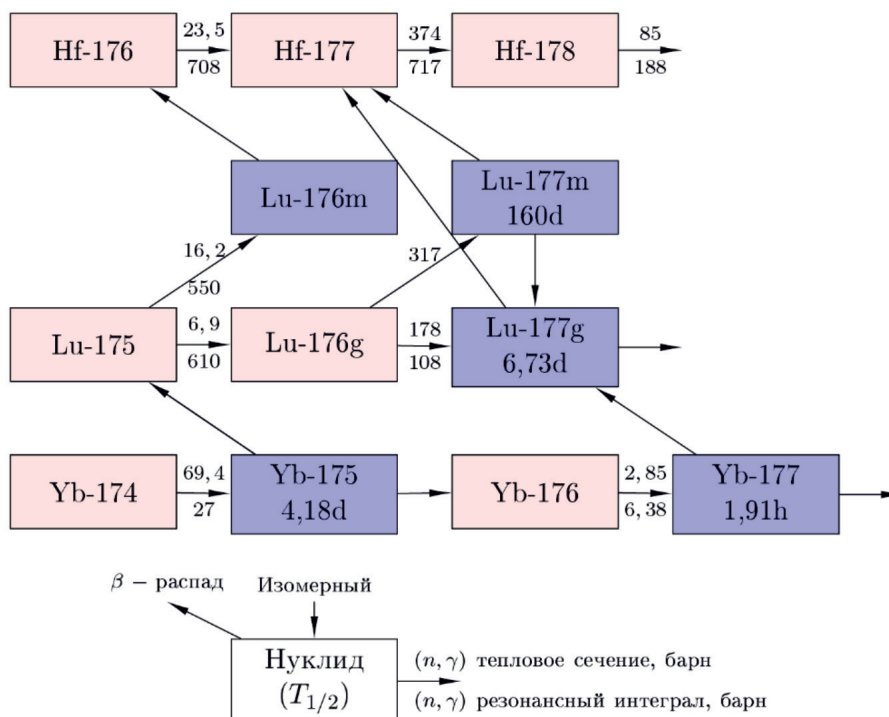 23,5
374
85
Hf-176
Hf-177
Hf-178
708
717
188
Lu-176m
Lu-177m
160d
16,2
317
550
6,9
178
Lu-175
Lu-176g
Lu-177g
6,73d
610
108
69,4
2,85
Yb-174
Yb-175
4,18d
Yb-176
Yb-177
1,91h
27
6,38
β − распад
Изомерный
Нуклид
(T1/2)
(n, γ) тепловое сечение, барн
(n, γ) резонансный интеграл, барн